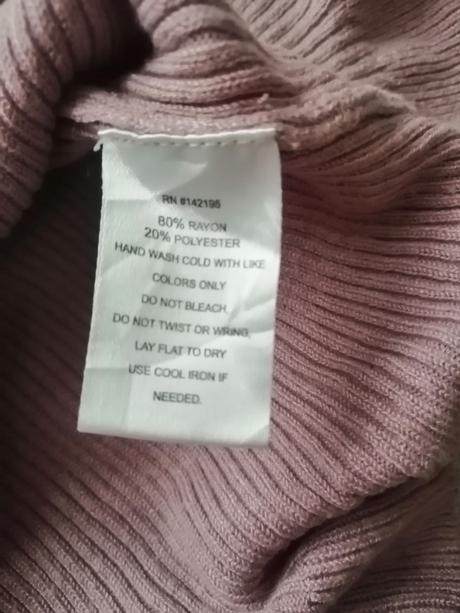 RN #142195
80% RAYON
20% POLYESTER
HAND WASH COLD WITH LIKE
COLORS ONLY
DO NOT BLEACH,
DO NOT TWIST OR WRING,
LAY FLAT TO DRY
USE COOL IRON IF
NEEDED.